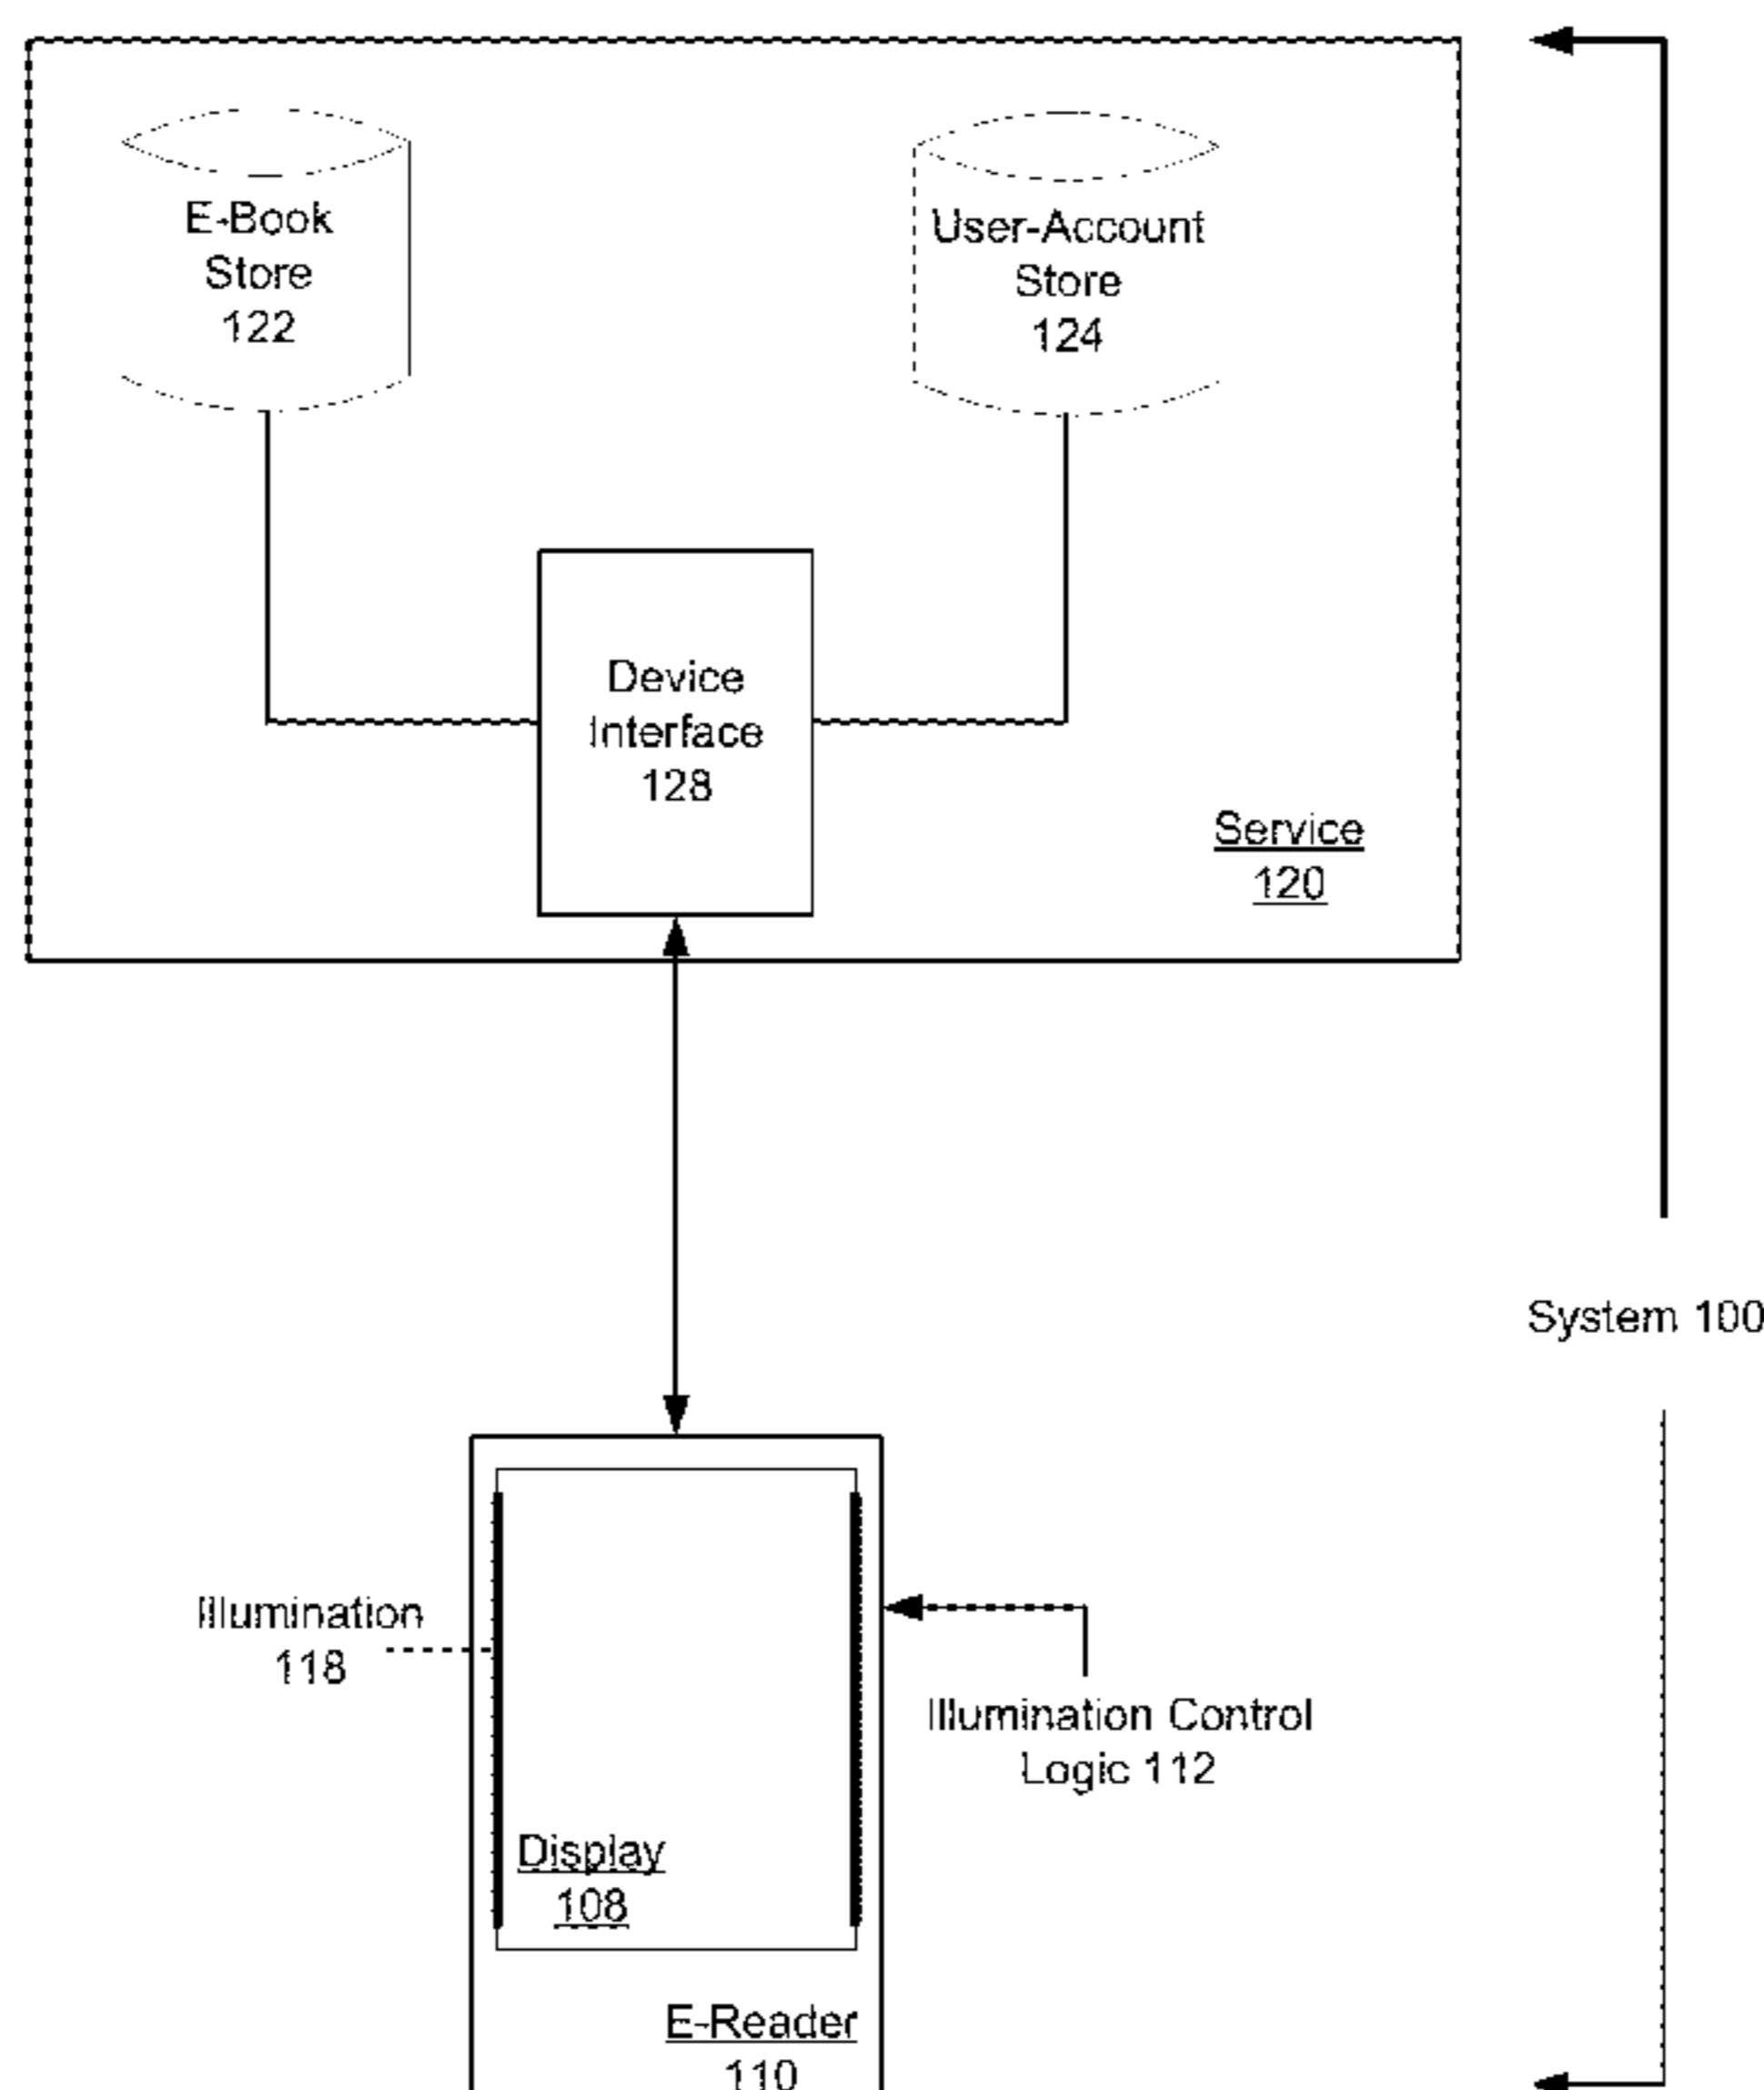 E-Book
Store
122
User-Account
Store
124
Device
Interface
128
Service
120
System 100
Illumination
118
Illumination Control
Logic 112
Display
108
E-Reader
110